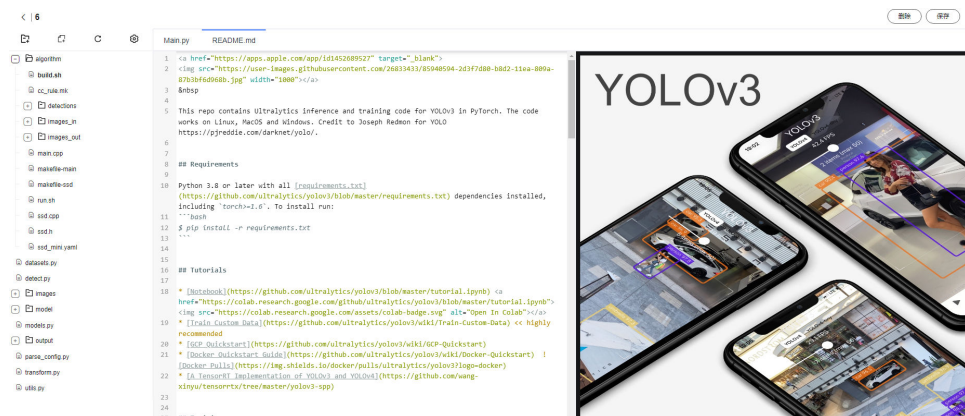 6
删除
保存
algorithm
build.sh
cc_rule.mk
detections
images_in
images_out
main.cpp
makefile-main
makefile-ssd
run.sh
ssd.cpp
ssd.h
ssd_mini.yaml
datasets.py
detect.py
images
model
models.py
output
parse_config.py
transform.py
utils.py
Main.py
README.md
1 <a href="https://apps.apple.com/app/id1452689527" target="_blank">
2 <img src="https://user-images.githubusercontent.com/26833433/85940594-2d3f7d80-b8d2-11ea-809a-
87b3bf6d968b.jpg" width="1000"></a>
3 &nbsp
4
5 This repo contains Ultralytics inference and training code for YOLOv3 in PyTorch. The code
works on Linux, MacOS and Windows. Credit to Joseph Redmon for YOLO
https://pjreddie.com/darknet/yolo/.
6
7
8 ## Requirements
9
10 Python 3.8 or later with all [requirements.txt]
(https://github.com/ultralytics/yolov3/blob/master/requirements.txt) dependencies installed,
including `torch>=1.6`. To install run:
11 ```bash
12 $ pip install -r requirements.txt
13 ```
14
15
16 ## Tutorials
17
18 * [Notebook](https://github.com/ultralytics/yolov3/blob/master/tutorial.ipynb) <a
href="https://colab.research.google.com/github/ultralytics/yolov3/blob/master/tutorial.ipynb">
<img src="https://colab.research.google.com/assets/colab-badge.svg" alt="Open In Colab"></a>
19 * [Train Custom Data](https://github.com/ultralytics/yolov3/wiki/Train-Custom-Data) << highly
recommended
20 * [GCP Quickstart](https://github.com/ultralytics/yolov3/wiki/GCP-Quickstart)
21 * [Docker Quickstart Guide](https://github.com/ultralytics/yolov3/wiki/Docker-Quickstart) !
[Docker Pulls](https://img.shields.io/docker/pulls/ultralytics/yolov3?logo=docker)
22 * [A TensorRT Implementation of YOLOv3 and YOLOv4](https://github.com/wang-
xinyu/tensorrtx/tree/master/yolov3-spp)
23
24
YOLOv3
19:02
YOLOv4
42.4 FPS